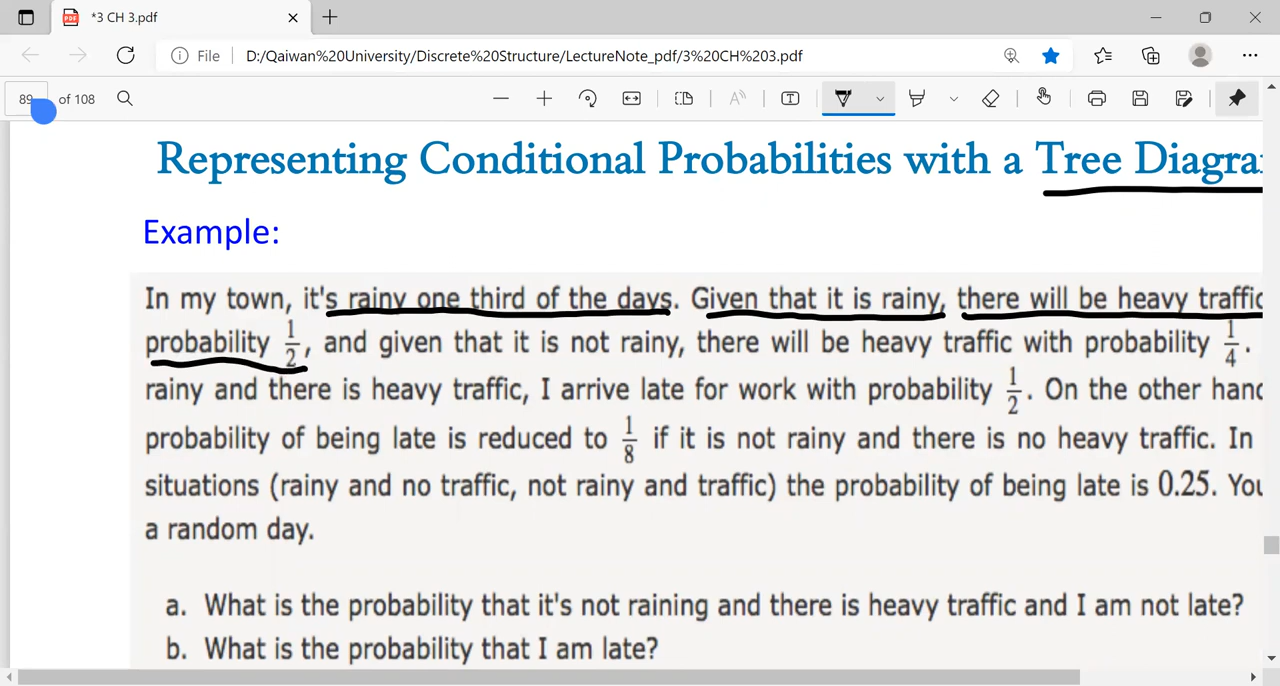 *3 CH 3.pdf
File D:/Qaiwan%20University/Discrete%20Structure/LectureNote_pdf/3%20CH%203.pdf
89 of 108
Representing Conditional Probabilities with a Tree Diagra
Example:
In my town, it's rainy one third of the days. Given that it is rainy, there will be heavy traffic
probability 1/2, and given that it is not rainy, there will be heavy traffic with probability 1/4.
rainy and there is heavy traffic, I arrive late for work with probability 1/2. On the other hand
probability of being late is reduced to 1/8 if it is not rainy and there is no heavy traffic. In
situations (rainy and no traffic, not rainy and traffic) the probability of being late is 0.25. You
a random day.
a. What is the probability that it's not raining and there is heavy traffic and I am not late?
b. What is the probability that I am late?